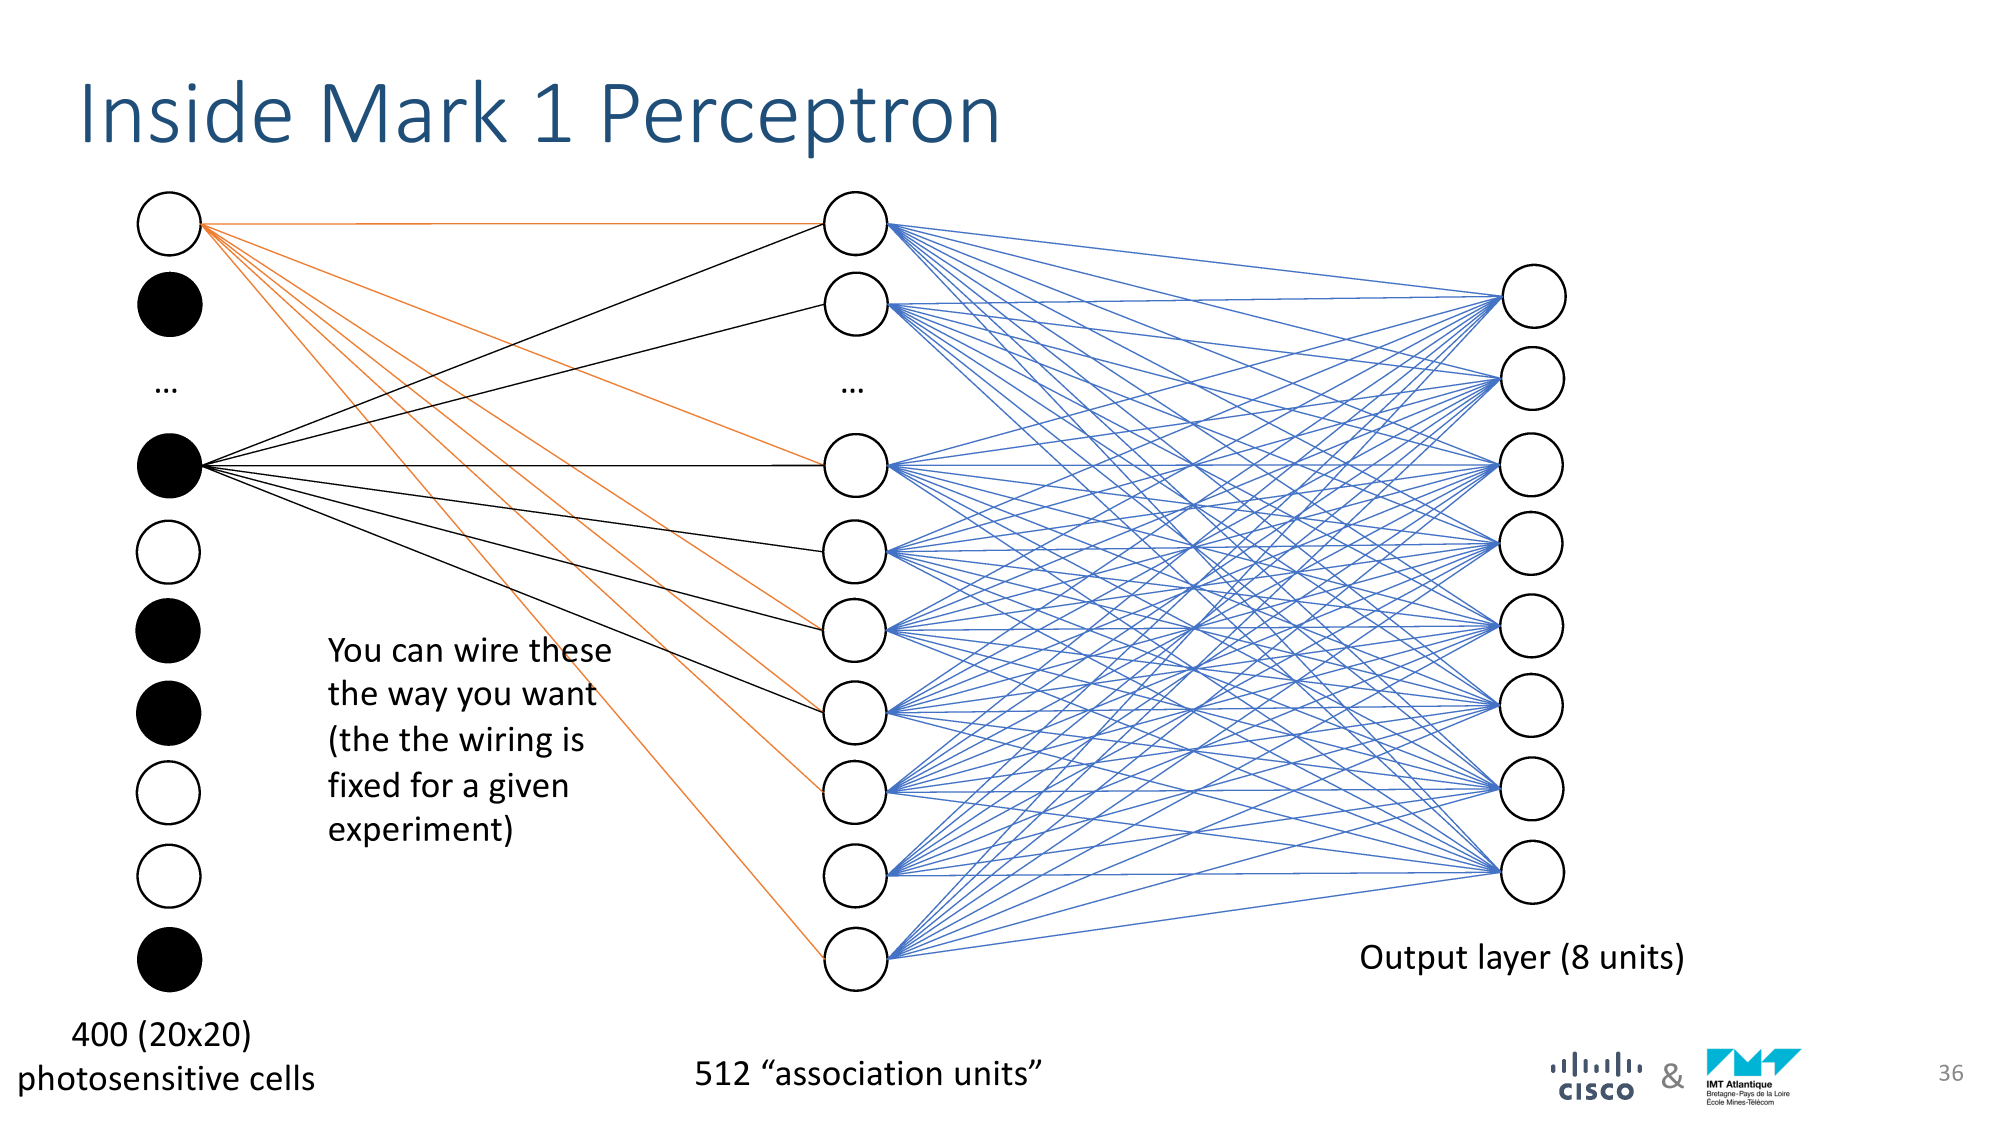 Inside Mark 1 Perceptron
...
...
You can wire these
the way you want
(the the wiring is
fixed for a given
experiment)
Output layer (8 units)
400 (20x20)
photosensitive cells
512 “association units”
CISCO
&
IMT Atlantique
Bretagne-Pays de la Loire
École Mines-Télécom
36